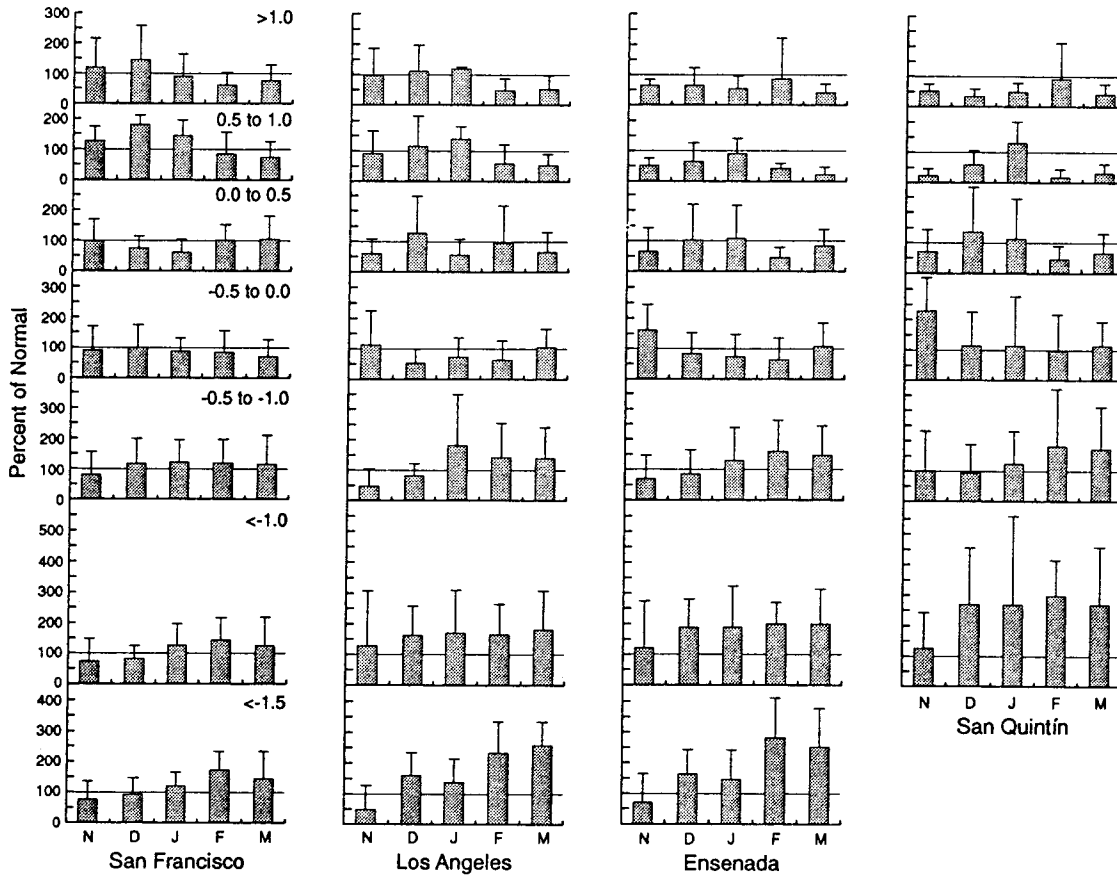 Percent of Normal
300
200
100
0
>1.0
200
100
0
0.5 to 1.0
200
100
0
0.0 to 0.5
300
200
100
0
-0.5 to 0.0
300
200
100
0
-0.5 to -1.0
500
400
300
200
100
0
<-1.0
400
300
200
100
0
<-1.5
N D J F M
San Francisco
N D J F M
Los Angeles
N D J F M
Ensenada
N D J F M
San Quintín